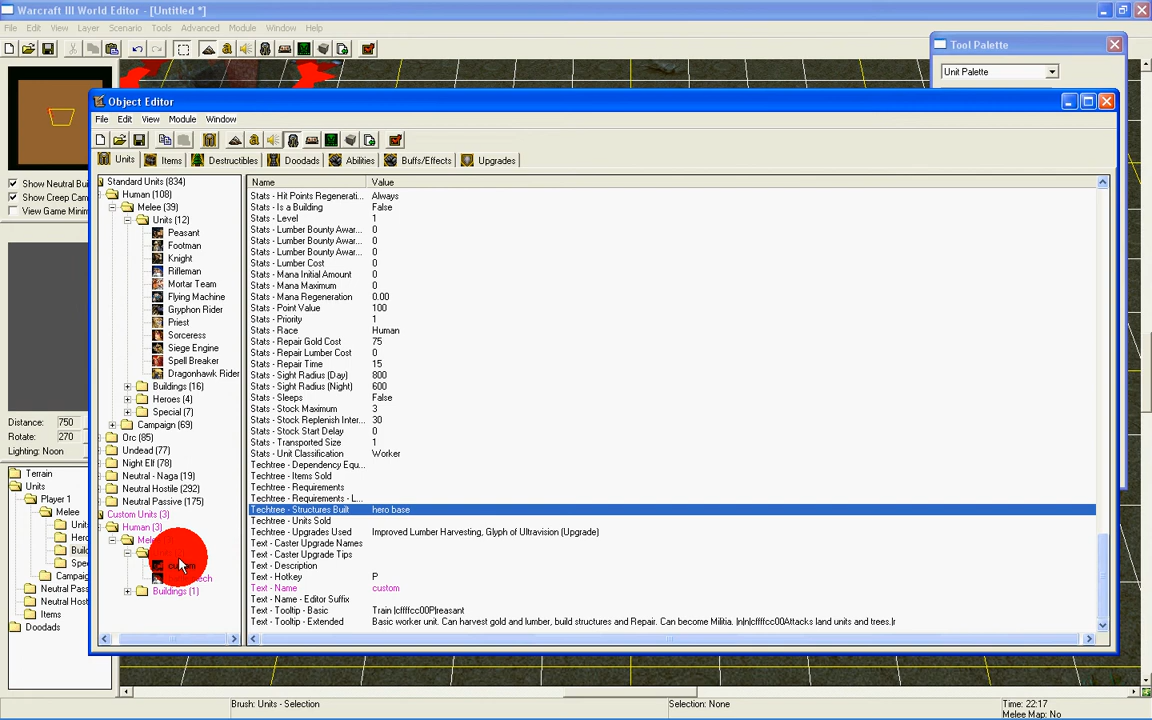 Warcraft III World Editor - [Untitled *]
File Edit View Layer Scenario Tools Advanced Module Window Help
Tool Palette
Unit Palette
Show Neutral Bui
Show Creep Cam
View Game Minim
Distance: 750
Rotate: 270
Lighting: Noon
Terrain
Units
Player 1
Melee
Unit
Hero
Build
Spe
Campaig
Neutral Pas
Neutral Hos
Items
Doodads
Object Editor
File Edit View Module Window
Units Items Destructibles Doodads Abilities Buffs/Effects Upgrades
Standard Units (834)
Human (108)
Melee (39)
Units (12)
Peasant
Footman
Knight
Rifleman
Mortar Team
Flying Machine
Gryphon Rider
Priest
Sorceress
Siege Engine
Spell Breaker
Dragonhawk Rider
Buildings (16)
Heroes (4)
Special (7)
Campaign (69)
Orc (85)
Undead (77)
Night Elf (78)
Neutral - Naga (19)
Neutral Hostile (292)
Neutral Passive (175)
Custom Units (3)
Human (3)
Buildings (1)
Name Value
Stats - Hit Points Regenerati... Always
Stats - Is a Building False
Stats - Level 1
Stats - Lumber Bounty Awar... 0
Stats - Lumber Bounty Awar... 0
Stats - Lumber Bounty Awar... 0
Stats - Lumber Cost 0
Stats - Mana Initial Amount 0
Stats - Mana Maximum 0
Stats - Mana Regeneration 0.00
Stats - Point Value 100
Stats - Priority 1
Stats - Race Human
Stats - Repair Gold Cost 75
Stats - Repair Lumber Cost 0
Stats - Repair Time 15
Stats - Sight Radius (Day) 800
Stats - Sight Radius (Night) 600
Stats - Sleeps False
Stats - Stock Maximum 3
Stats - Stock Replenish Inter... 30
Stats - Stock Start Delay 0
Stats - Transported Size 1
Stats - Unit Classification Worker
Techtree - Dependency Equ...
Techtree - Items Sold
Techtree - Requirements
Techtree - Requirements - L...
Techtree - Structures Built hero base
Techtree - Units Sold
Techtree - Upgrades Used Improved Lumber Harvesting, Glyph of Ultravision (Upgrade)
Text - Caster Upgrade Names
Text - Caster Upgrade Tips
Text - Description
Text - Hotkey P
Text - Name custom
Text - Name - Editor Suffix
Text - Tooltip - Basic Train |cffffcc00P|reasant
Text - Tooltip - Extended Basic worker unit. Can harvest gold and lumber, build structures and Repair. Can become Militia. |n|n|cffffcc00Attacks land units and trees.|r
Brush: Units - Selection Selection: None Time: 22:17
Melee Map: No